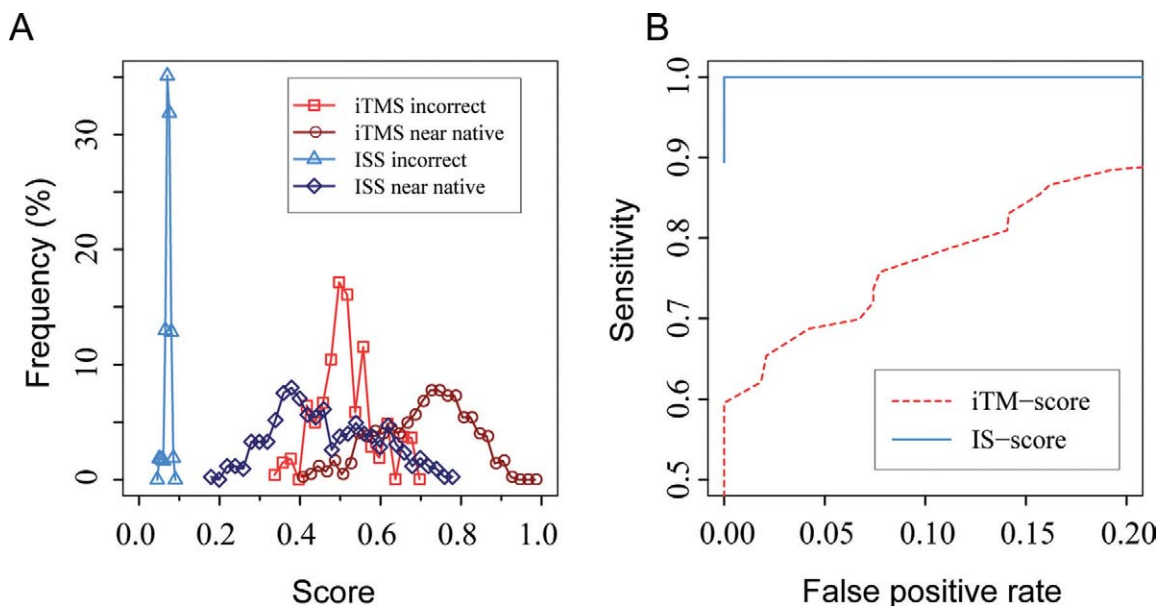 A
Frequency (%)
30
20
10
0
iTMS incorrect
iTMS near native
ISS incorrect
ISS near native
0.0 0.2 0.4 0.6 0.8 1.0
Score
B
Sensitivity
1.0
0.9
0.8
0.7
0.6
0.5
iTM−score
IS−score
0.00 0.05 0.10 0.15 0.20
False positive rate